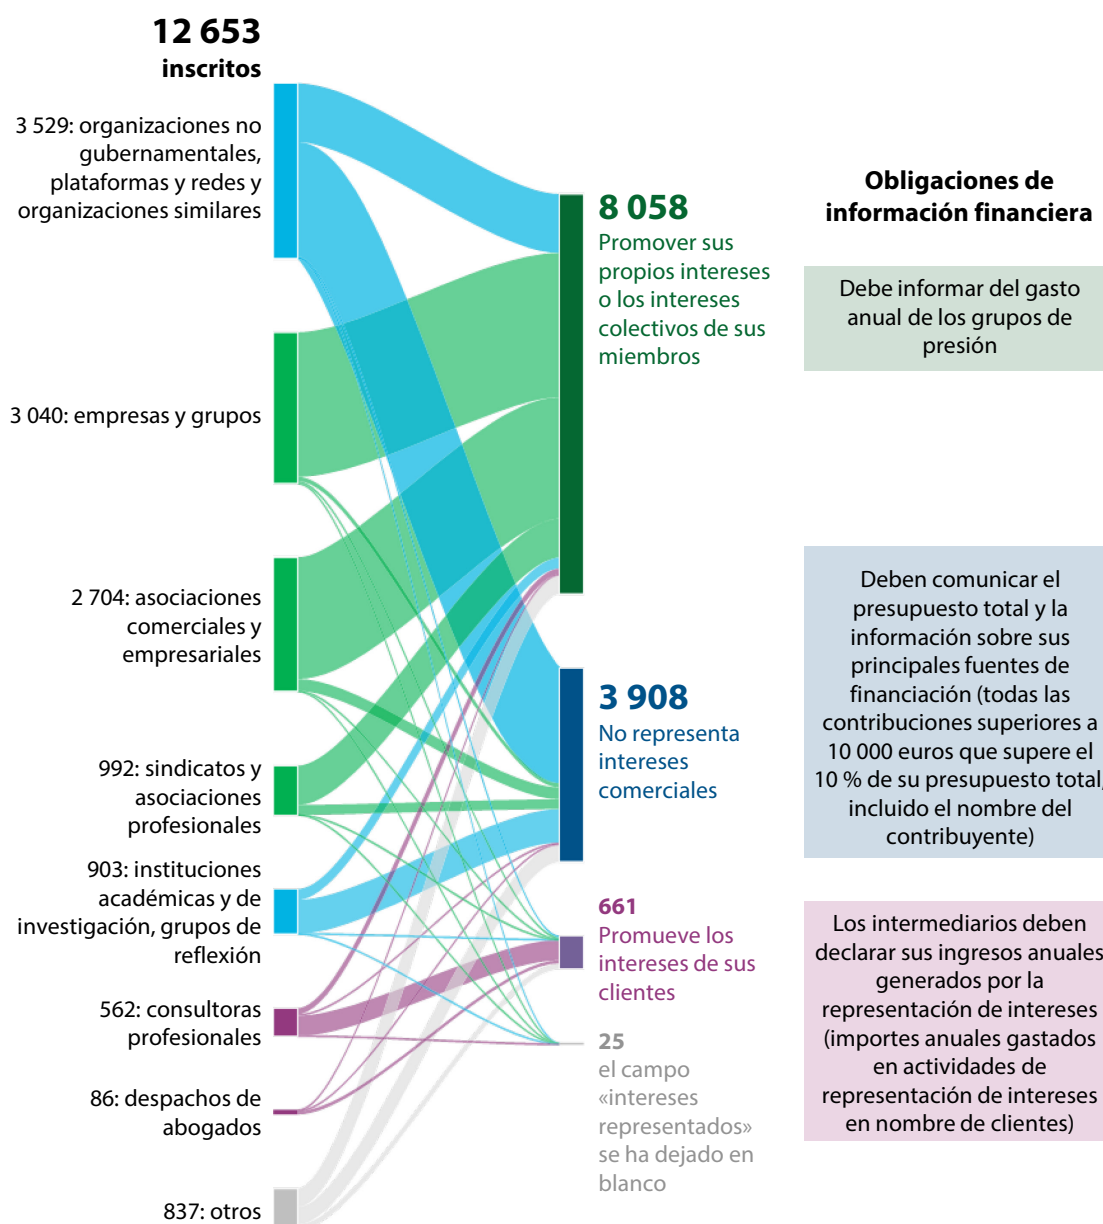 12 653
inscritos
3 529: organizaciones no
gubernamentales,
plataformas y redes y
organizaciones similares
3 040: empresas y grupos
2 704: asociaciones
comerciales y
empresariales
992: sindicatos y
asociaciones
profesionales
903: instituciones
académicas y de
investigación, grupos de
reflexión
562: consultoras
profesionales
86: despachos de
abogados
837: otros
8 058
Promover sus
propios intereses
o los intereses
colectivos de sus
miembros
3 908
No representa
intereses
comerciales
661
Promueve los
intereses de sus
clientes
25
el campo
«intereses
representados»
se ha dejado en
blanco
Obligaciones de
información financiera
Debe informar del gasto
anual de los grupos de
presión
Deben comunicar el
presupuesto total y la
información sobre sus
principales fuentes de
financiación (todas las
contribuciones superiores a
10 000 euros que supere el
10 % de su presupuesto total,
incluido el nombre del
contribuyente)
Los intermediarios deben
declarar sus ingresos anuales
generados por la
representación de intereses
(importes anuales gastados
en actividades de
representación de intereses
en nombre de clientes)